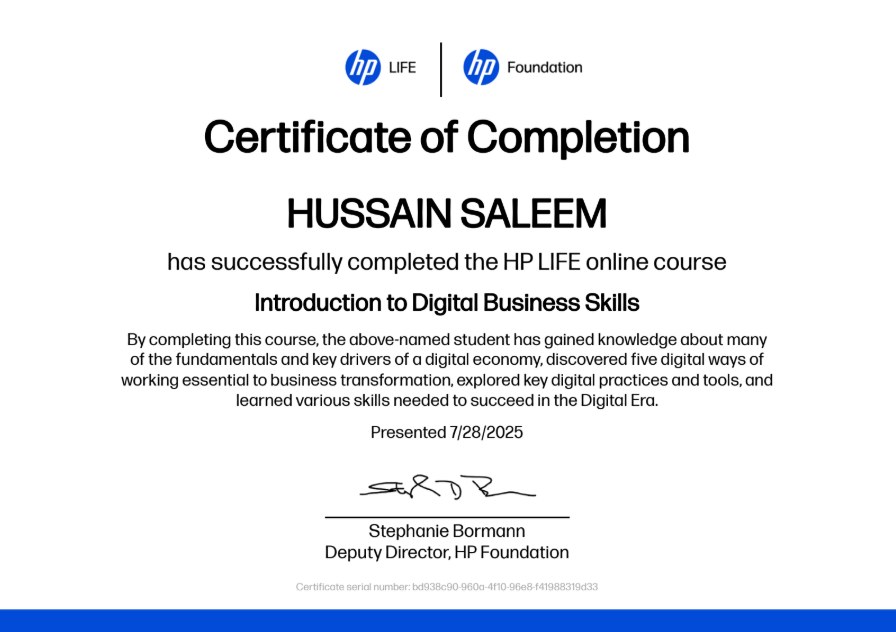 hp LIFE | hp Foundation
Certificate of Completion
HUSSAIN SALEEM
has successfully completed the HP LIFE online course
Introduction to Digital Business Skills
By completing this course, the above-named student has gained knowledge about many
of the fundamentals and key drivers of a digital economy, discovered five digital ways of
working essential to business transformation, explored key digital practices and tools, and
learned various skills needed to succeed in the Digital Era.
Presented 7/28/2025
Stephanie Bormann
Deputy Director, HP Foundation
Certificate serial number: bd938c90-960a-4f10-96e8-f41988319d33